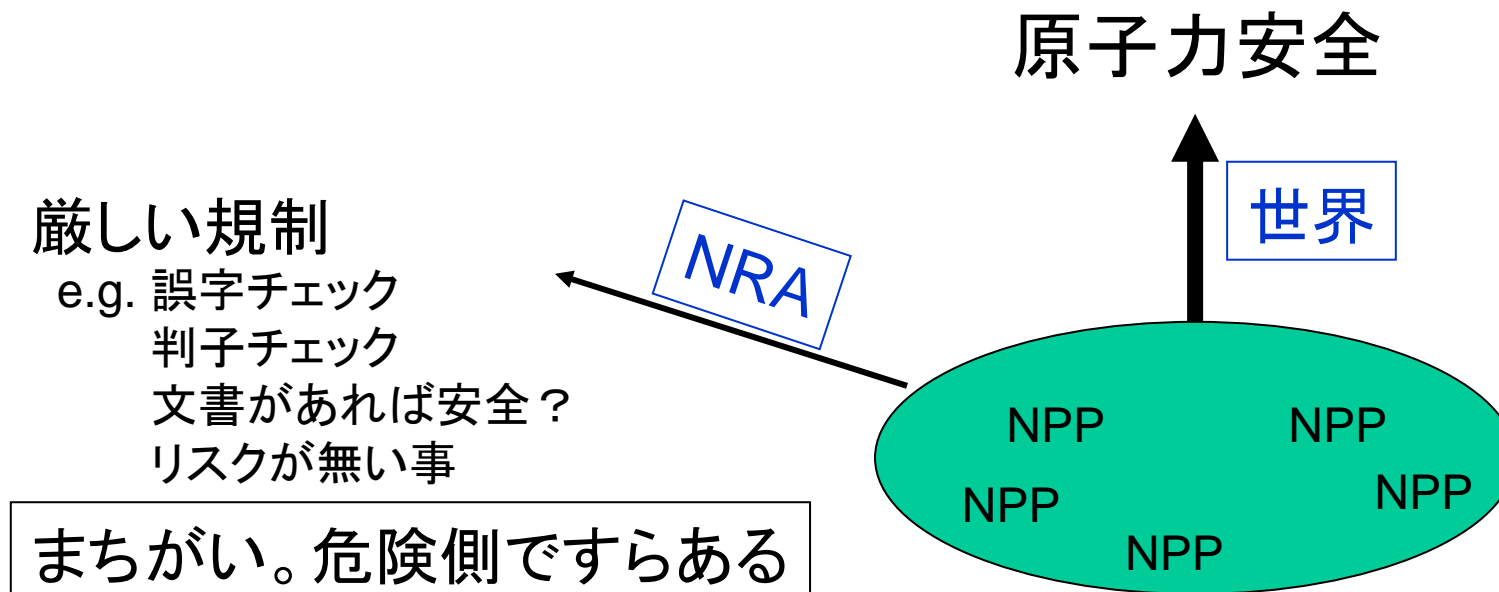 原子力安全
世界
NRA
厳しい規制
e.g. 誤字チェック
判子チェック
文書があれば安全？
リスクが無い事
まちがい。危険側ですらある
NPP
NPP
NPP
NPP
NPP